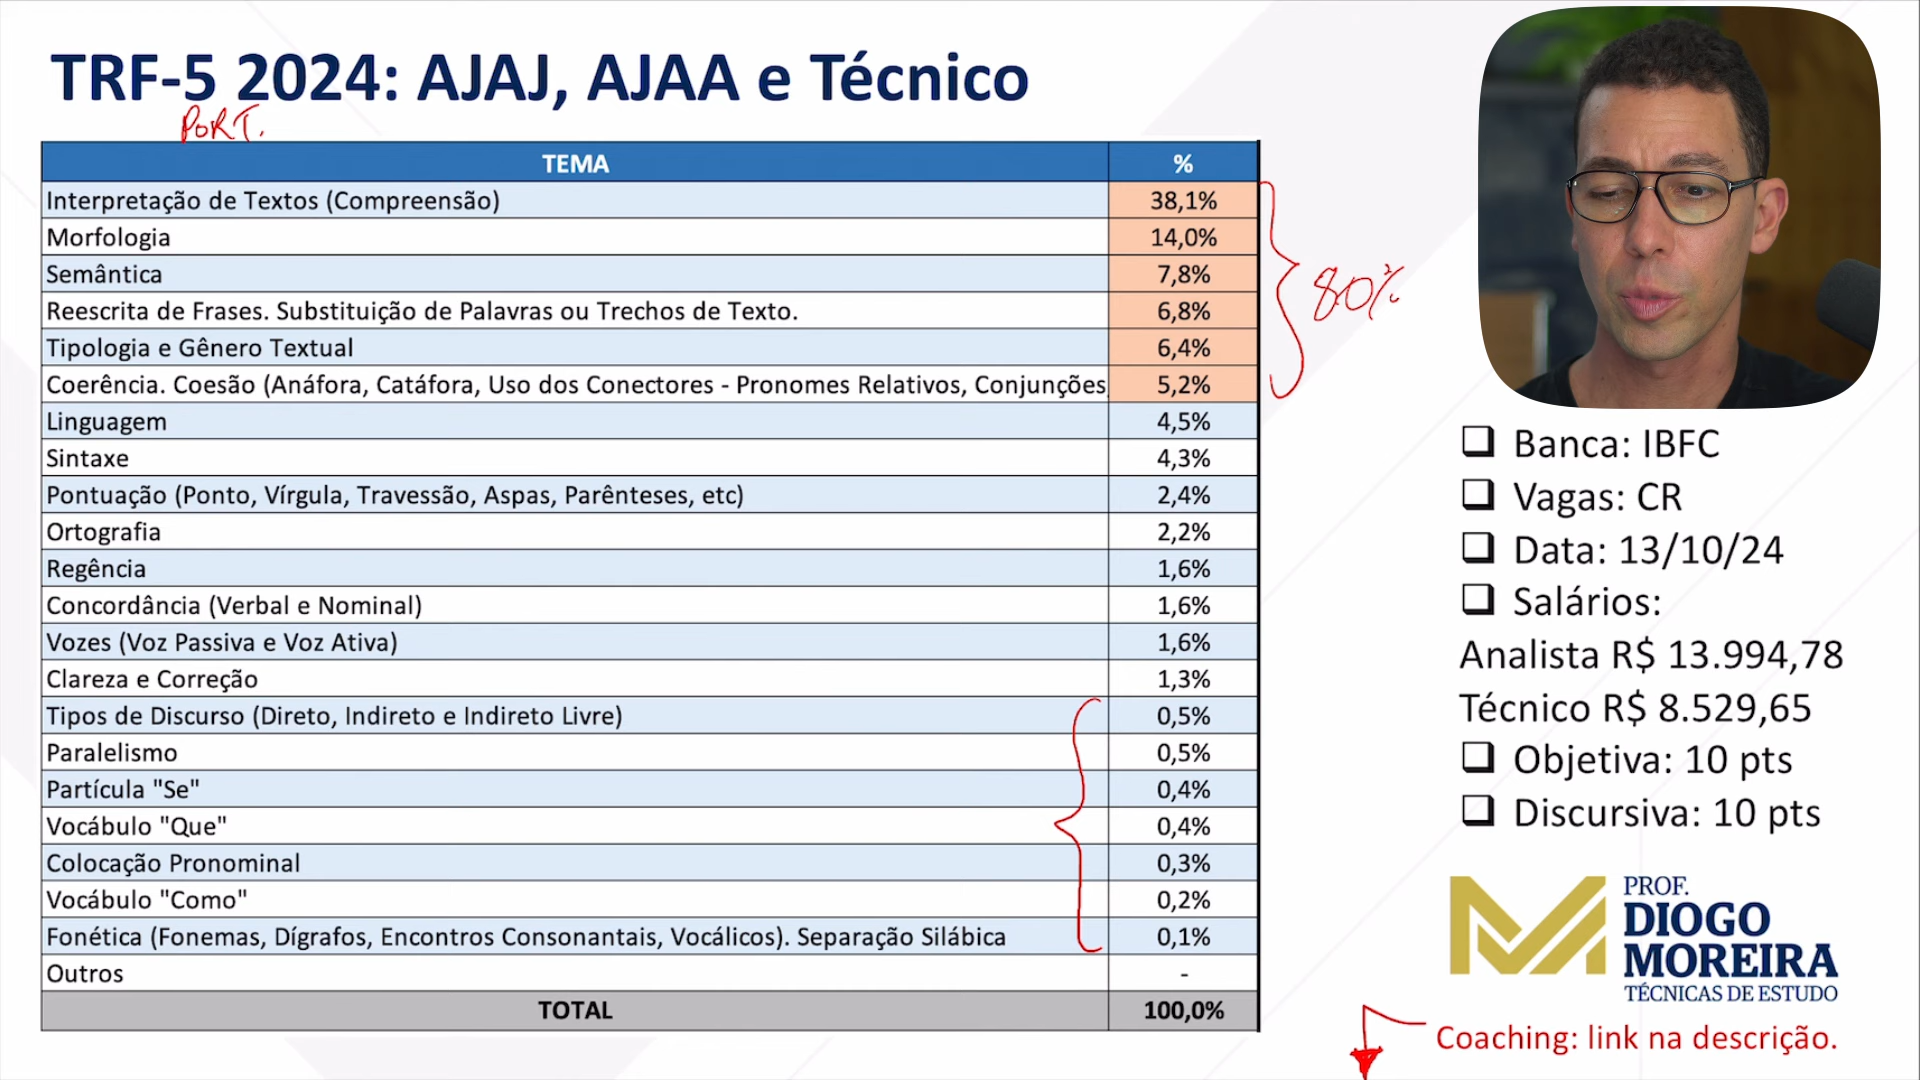 TRF-5 2024: AJAJ, AJAA e Técnico
PORT.
TEMA %
Interpretação de Textos (Compreensão) 38,1%
Morfologia 14,0%
Semântica 7,8%
Reescrita de Frases. Substituição de Palavras ou Trechos de Texto. 6,8%
Tipologia e Gênero Textual 6,4%
Coerência. Coesão (Anáfora, Catáfora, Uso dos Conectores - Pronomes Relativos, Conjunções, 5,2%
Linguagem 4,5%
Sintaxe 4,3%
Pontuação (Ponto, Vírgula, Travessão, Aspas, Parênteses, etc) 2,4%
Ortografia 2,2%
Regência 1,6%
Concordância (Verbal e Nominal) 1,6%
Vozes (Voz Passiva e Voz Ativa) 1,6%
Clareza e Correção 1,3%
Tipos de Discurso (Direto, Indireto e Indireto Livre) 0,5%
Paralelismo 0,5%
Partícula "Se" 0,4%
Vocábulo "Que" 0,4%
Colocação Pronominal 0,3%
Vocábulo "Como" 0,2%
Fonética (Fonemas, Dígrafos, Encontros Consonantais, Vocálicos). Separação Silábica 0,1%
Outros -
TOTAL 100,0%
80%
Banca: IBFC
Vagas: CR
Data: 13/10/24
Salários:
Analista R$ 13.994,78
Técnico R$ 8.529,65
Objetiva: 10 pts
Discursiva: 10 pts
PROF.
DIOGO
MOREIRA
TÉCNICAS DE ESTUDO
Coaching: link na descrição.